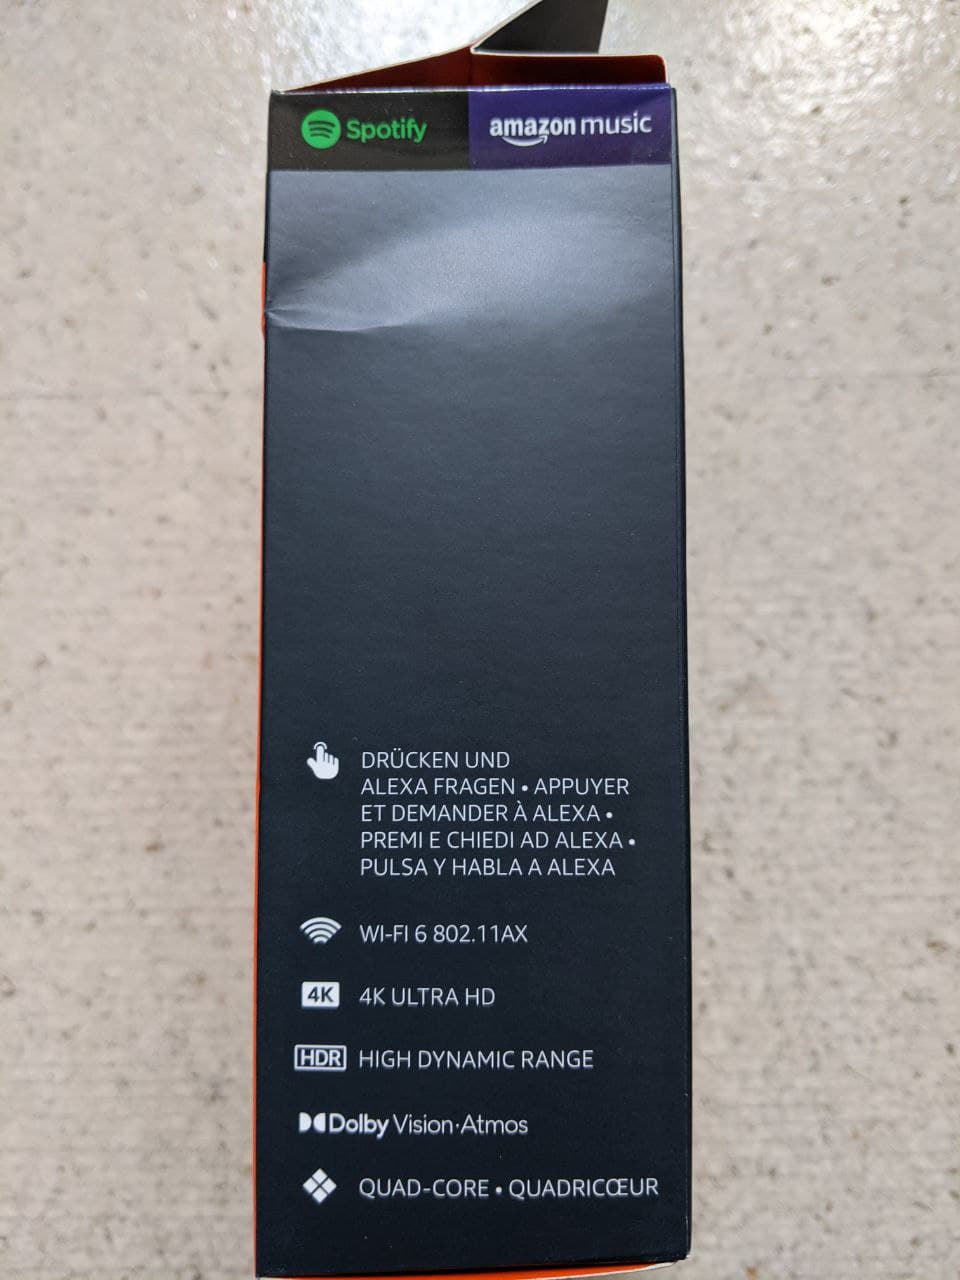 Spotify amazon music
DRÜCKEN UND
ALEXA FRAGEN • APPUYER
ET DEMANDER À ALEXA •
PREMI E CHIEDI AD ALEXA •
PULSA Y HABLA A ALEXA
WI-FI 6 802.11AX
4K 4K ULTRA HD
HDR HIGH DYNAMIC RANGE
Dolby Vision·Atmos
QUAD-CORE • QUADRICŒUR